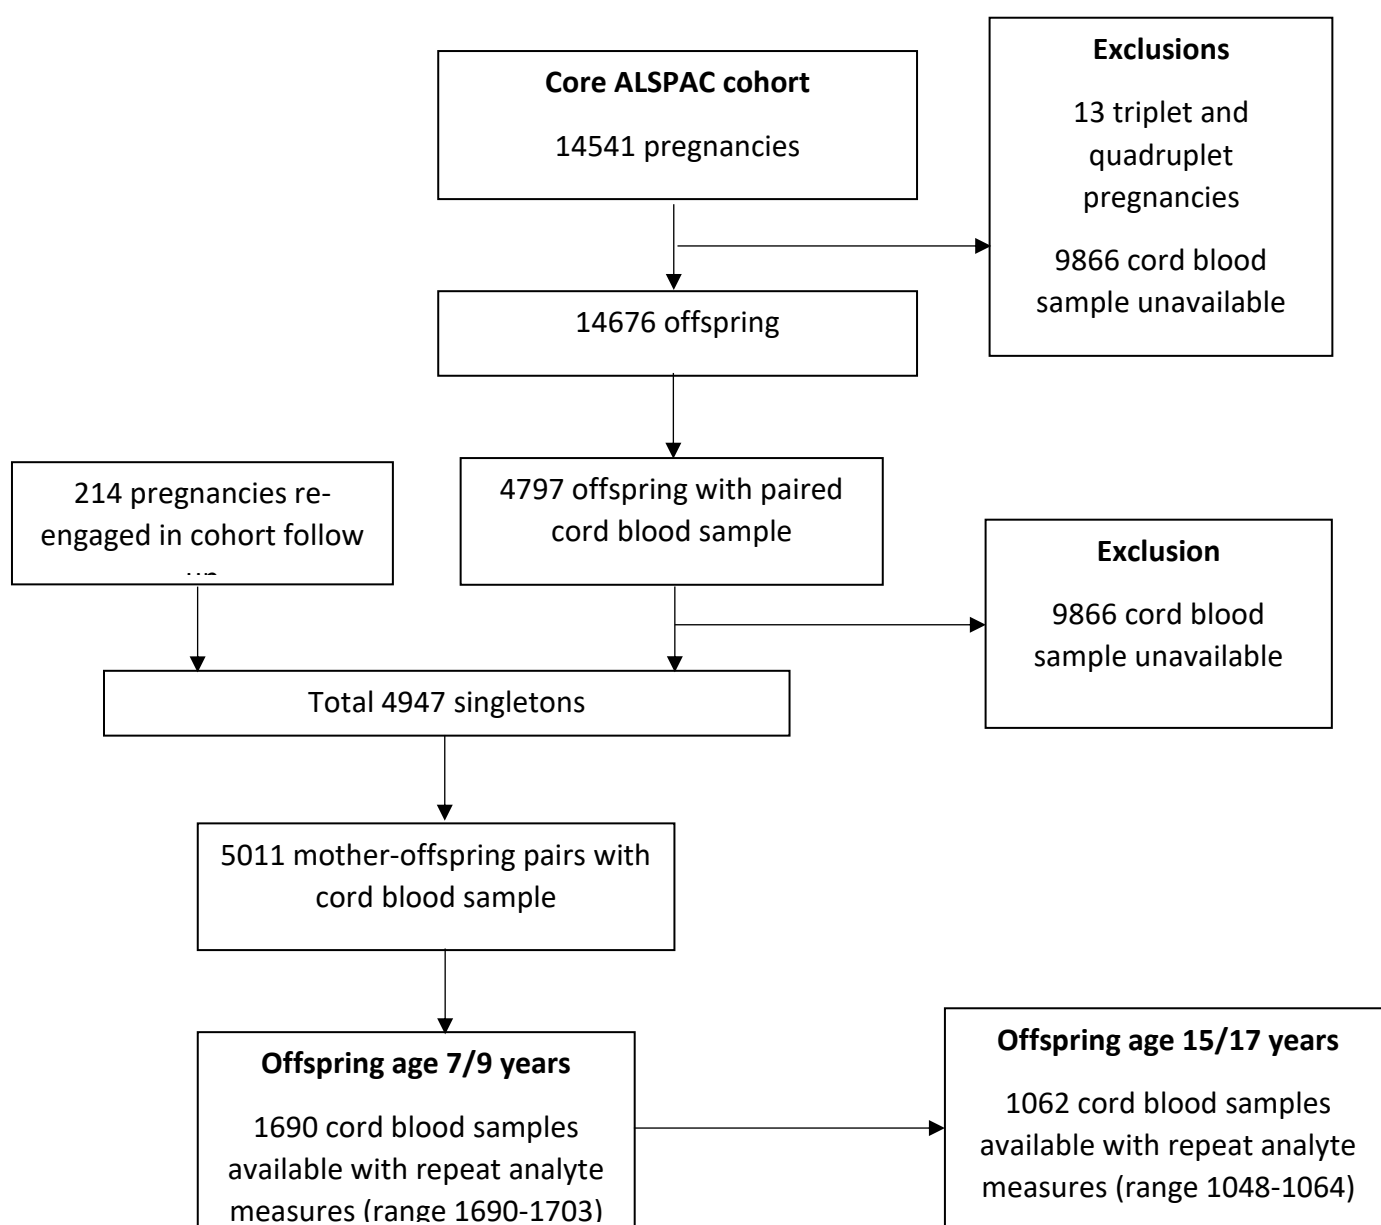 Core ALSPAC cohort
14541 pregnancies
Exclusions
13 triplet and
quadruplet
pregnancies
9866 cord blood
sample unavailable
14676 offspring
214 pregnancies re-
engaged in cohort follow
4797 offspring with paired
cord blood sample
Exclusion
9866 cord blood
sample unavailable
Total 4947 singletons
5011 mother-offspring pairs with
cord blood sample
Offspring age 7/9 years
1690 cord blood samples
available with repeat analyte
measures (range 1690-1703)
Offspring age 15/17 years
1062 cord blood samples
available with repeat analyte
measures (range 1048-1064)